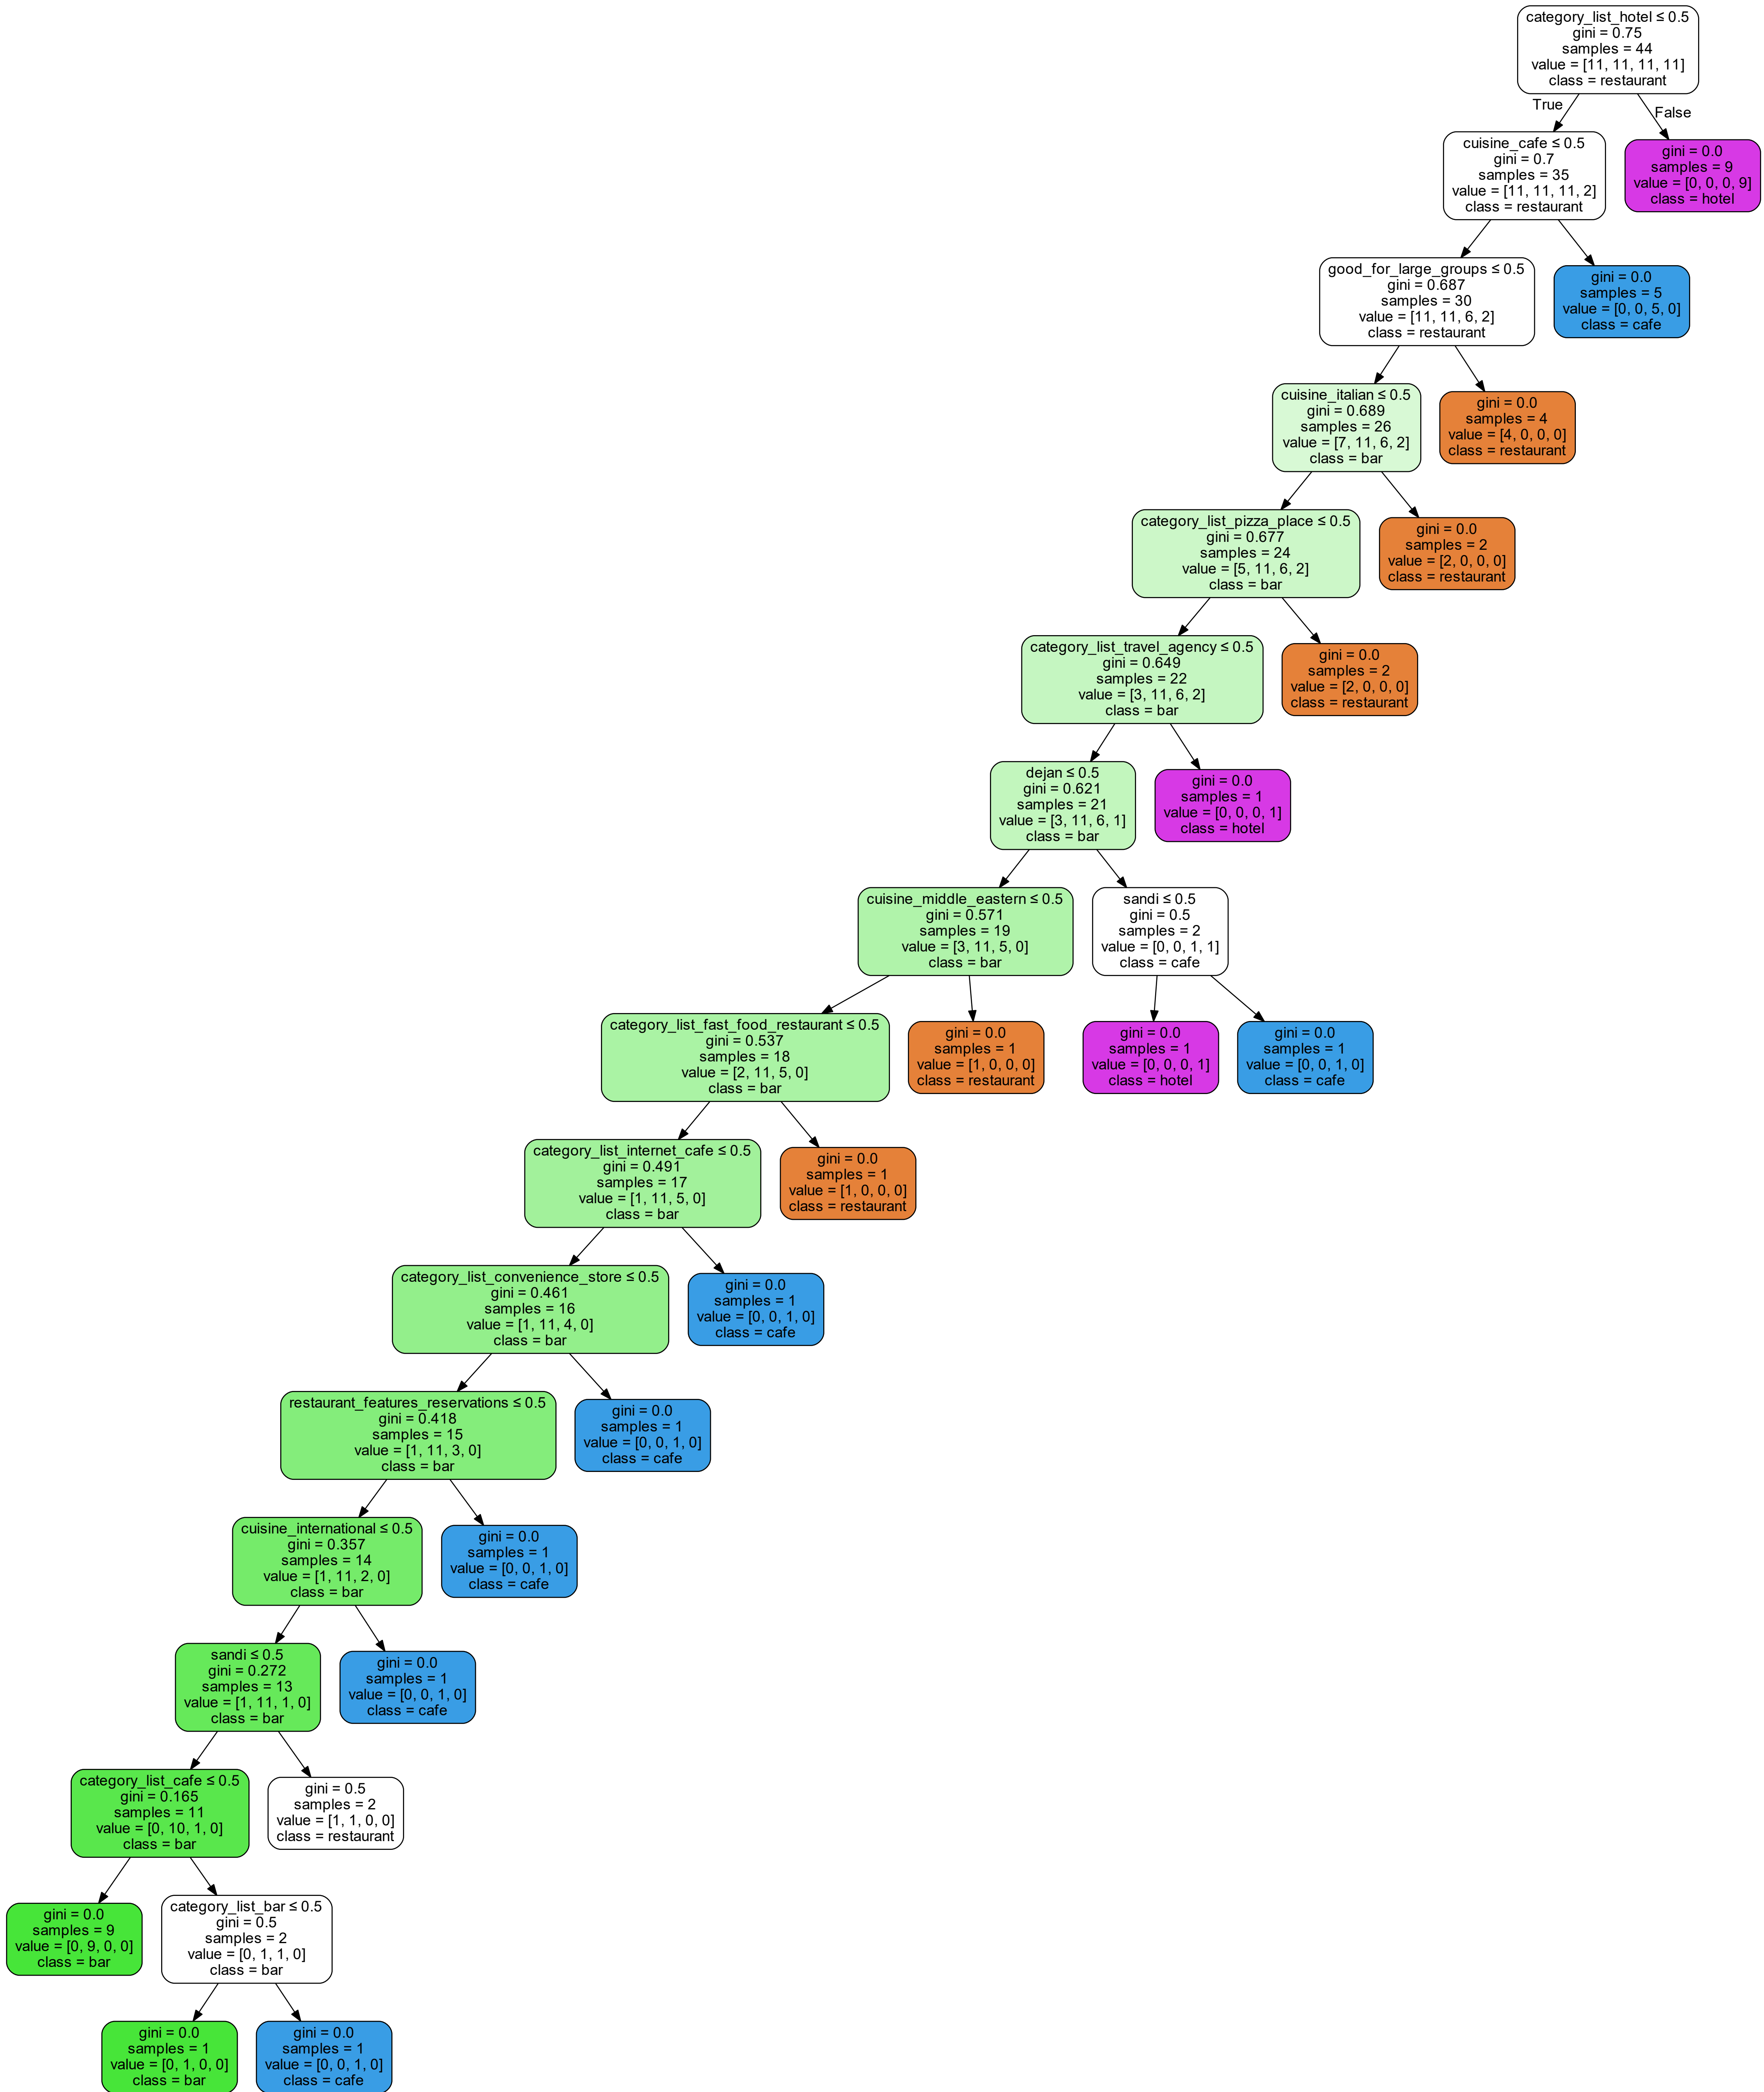 category_list_hotel ≤ 0.5
gini = 0.75
samples = 44
value = [11, 11, 11, 11]
class = restaurant
True
False
cuisine_cafe ≤ 0.5
gini = 0.7
samples = 35
value = [11, 11, 11, 2]
class = restaurant
gini = 0.0
samples = 9
value = [0, 0, 0, 9]
class = hotel
good_for_large_groups ≤ 0.5
gini = 0.687
samples = 30
value = [11, 11, 6, 2]
class = restaurant
gini = 0.0
samples = 5
value = [0, 0, 5, 0]
class = cafe
cuisine_italian ≤ 0.5
gini = 0.689
samples = 26
value = [7, 11, 6, 2]
class = bar
gini = 0.0
samples = 4
value = [4, 0, 0, 0]
class = restaurant
category_list_pizza_place ≤ 0.5
gini = 0.677
samples = 24
value = [5, 11, 6, 2]
class = bar
gini = 0.0
samples = 2
value = [2, 0, 0, 0]
class = restaurant
category_list_travel_agency ≤ 0.5
gini = 0.649
samples = 22
value = [3, 11, 6, 2]
class = bar
gini = 0.0
samples = 2
value = [2, 0, 0, 0]
class = restaurant
dejan ≤ 0.5
gini = 0.621
samples = 21
value = [3, 11, 6, 1]
class = bar
gini = 0.0
samples = 1
value = [0, 0, 0, 1]
class = hotel
cuisine_middle_eastern ≤ 0.5
gini = 0.571
samples = 19
value = [3, 11, 5, 0]
class = bar
sandi ≤ 0.5
gini = 0.5
samples = 2
value = [0, 0, 1, 1]
class = cafe
category_list_fast_food_restaurant ≤ 0.5
gini = 0.537
samples = 18
value = [2, 11, 5, 0]
class = bar
gini = 0.0
samples = 1
value = [1, 0, 0, 0]
class = restaurant
gini = 0.0
samples = 1
value = [0, 0, 0, 1]
class = hotel
gini = 0.0
samples = 1
value = [0, 0, 1, 0]
class = cafe
category_list_internet_cafe ≤ 0.5
gini = 0.491
samples = 17
value = [1, 11, 5, 0]
class = bar
gini = 0.0
samples = 1
value = [1, 0, 0, 0]
class = restaurant
category_list_convenience_store ≤ 0.5
gini = 0.461
samples = 16
value = [1, 11, 4, 0]
class = bar
gini = 0.0
samples = 1
value = [0, 0, 1, 0]
class = cafe
restaurant_features_reservations ≤ 0.5
gini = 0.418
samples = 15
value = [1, 11, 3, 0]
class = bar
gini = 0.0
samples = 1
value = [0, 0, 1, 0]
class = cafe
cuisine_international ≤ 0.5
gini = 0.357
samples = 14
value = [1, 11, 2, 0]
class = bar
gini = 0.0
samples = 1
value = [0, 0, 1, 0]
class = cafe
sandi ≤ 0.5
gini = 0.272
samples = 13
value = [1, 11, 1, 0]
class = bar
gini = 0.0
samples = 1
value = [0, 0, 1, 0]
class = cafe
category_list_cafe ≤ 0.5
gini = 0.165
samples = 11
value = [0, 10, 1, 0]
class = bar
gini = 0.5
samples = 2
value = [1, 1, 0, 0]
class = restaurant
gini = 0.0
samples = 9
value = [0, 9, 0, 0]
class = bar
category_list_bar ≤ 0.5
gini = 0.5
samples = 2
value = [0, 1, 1, 0]
class = bar
gini = 0.0
samples = 1
value = [0, 1, 0, 0]
class = bar
gini = 0.0
samples = 1
value = [0, 0, 1, 0]
class = cafe